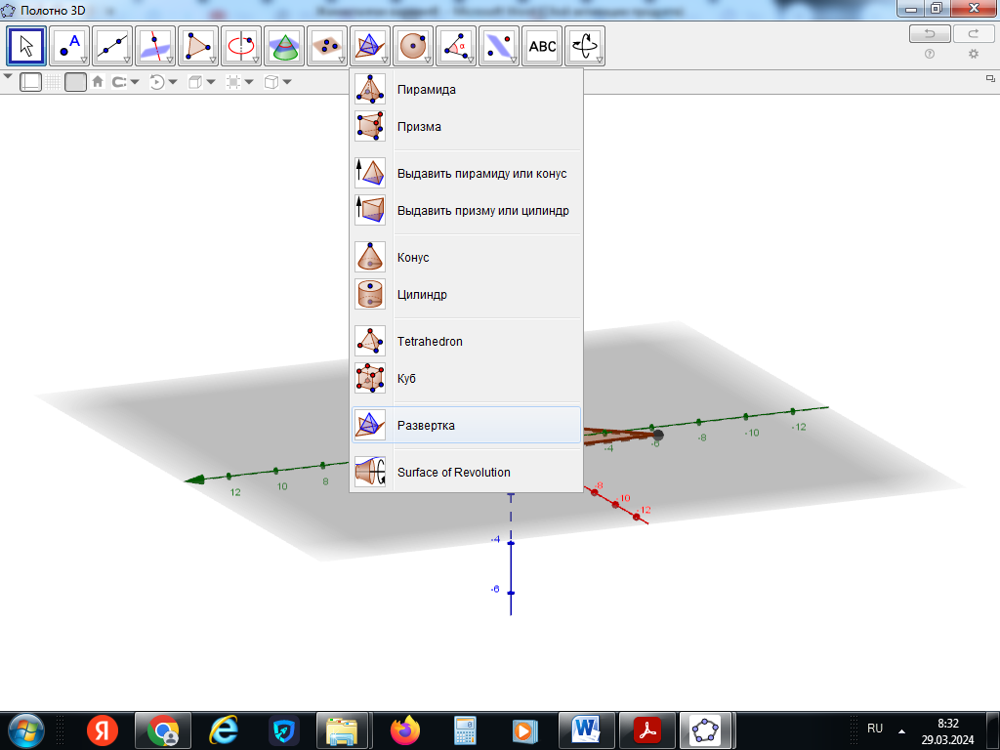 Полотно 3D
A
ABC
Пирамида
Призма
Выдавить пирамиду или конус
Выдавить призму или цилиндр
Конус
Цилиндр
Tetrahedron
Куб
Развертка
Surface of Revolution
12
10
8
-4
-6
-8
-10
-12
-8
-10
-12
-4
-6
RU
8:32
29.03.2024